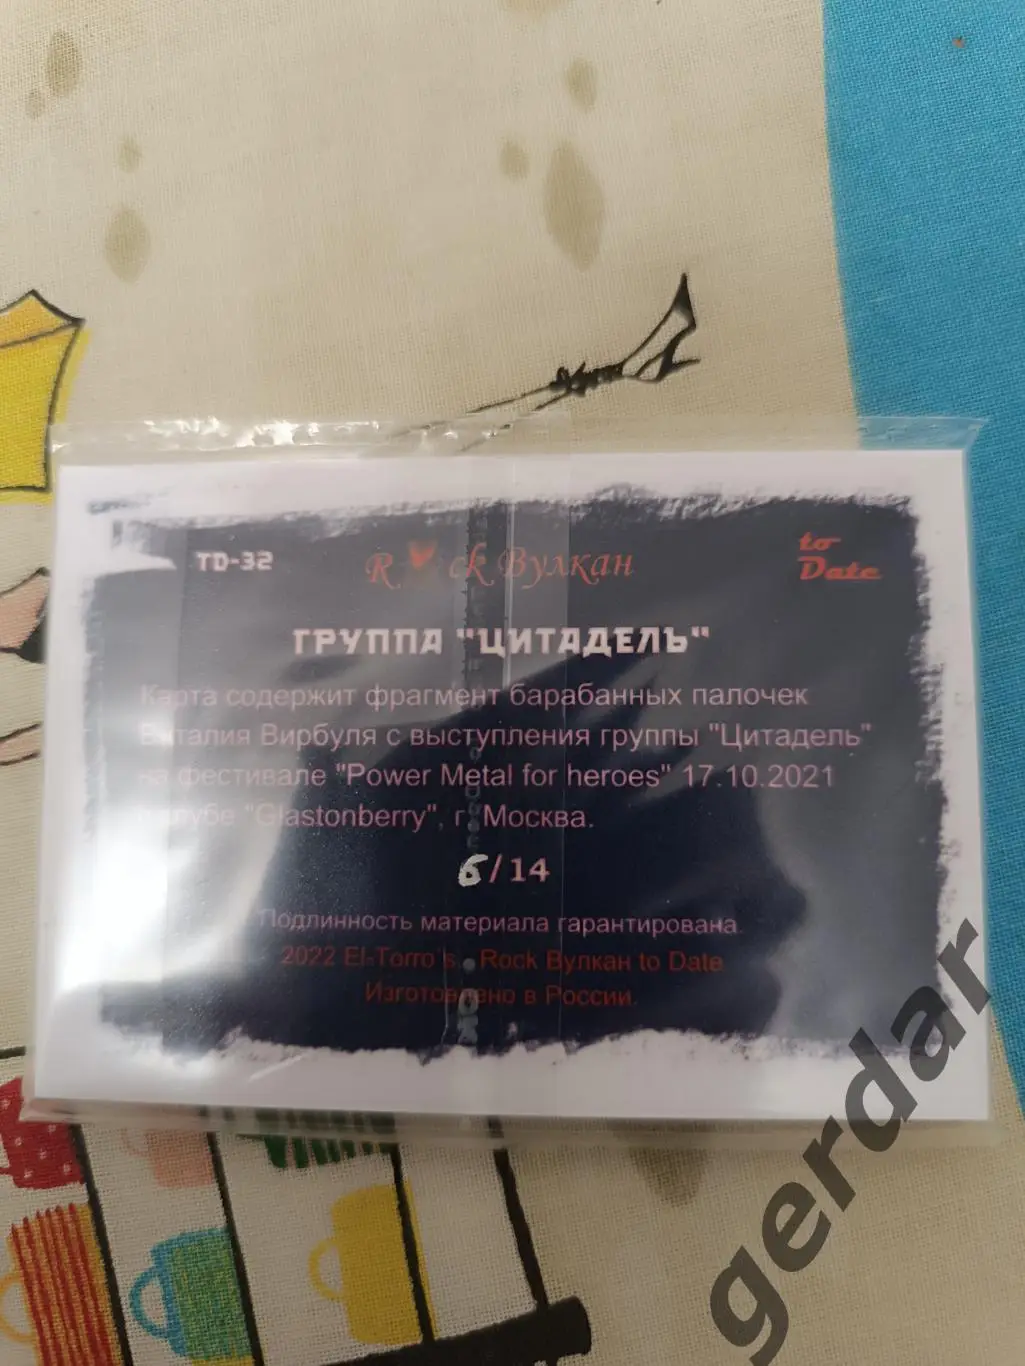 TD-32
Rock Вулкан
to Date
ГРУППА "ЦИТАДЕЛЬ"
Карта содержит фрагмент барабанных палочек
Виталия Вирбуля с выступления группы "Цитадель"
на фестивале "Power Metal for heroes" 17.10.2021
в клубе "Glastonberry", г. Москва.
6/14
Подлинность материала гарантирована.
2022 El-Torro's. Rock Вулкан to Date
Изготовлено в России.
gerdar